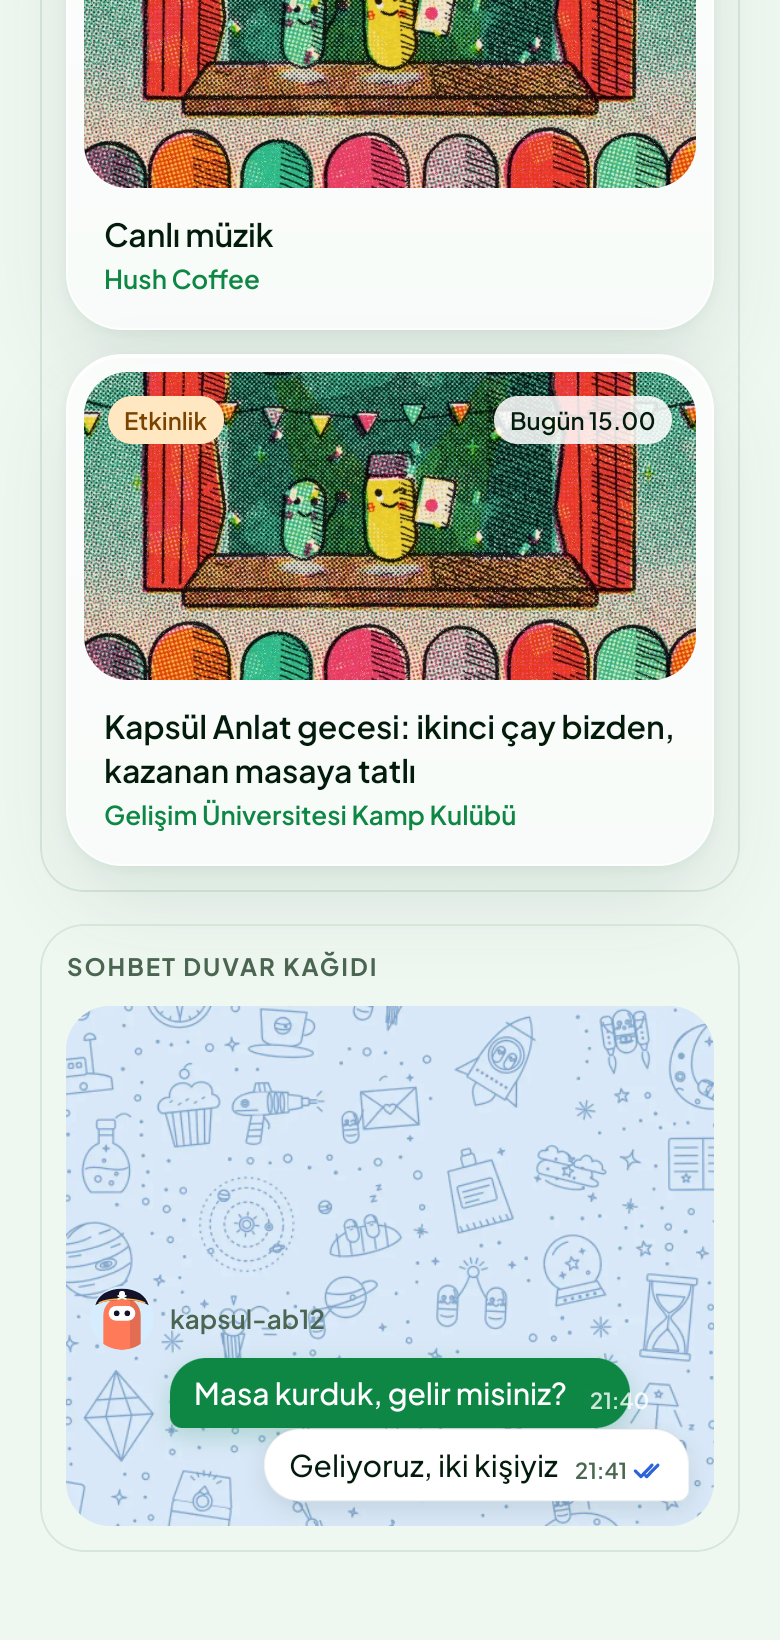 Canlı müzik
Hush Coffee
Etkinlik
Bugün 15.00
Kapsül Anlat gecesi: ikinci çay bizden,
kazanan masaya tatlı
Gelişim Üniversitesi Kamp Kulübü
SOHBET DUVAR KAĞIDI
kapsul-ab12
Masa kurduk, gelir misiniz? 21:40
Geliyoruz, iki kişiyiz 21:41